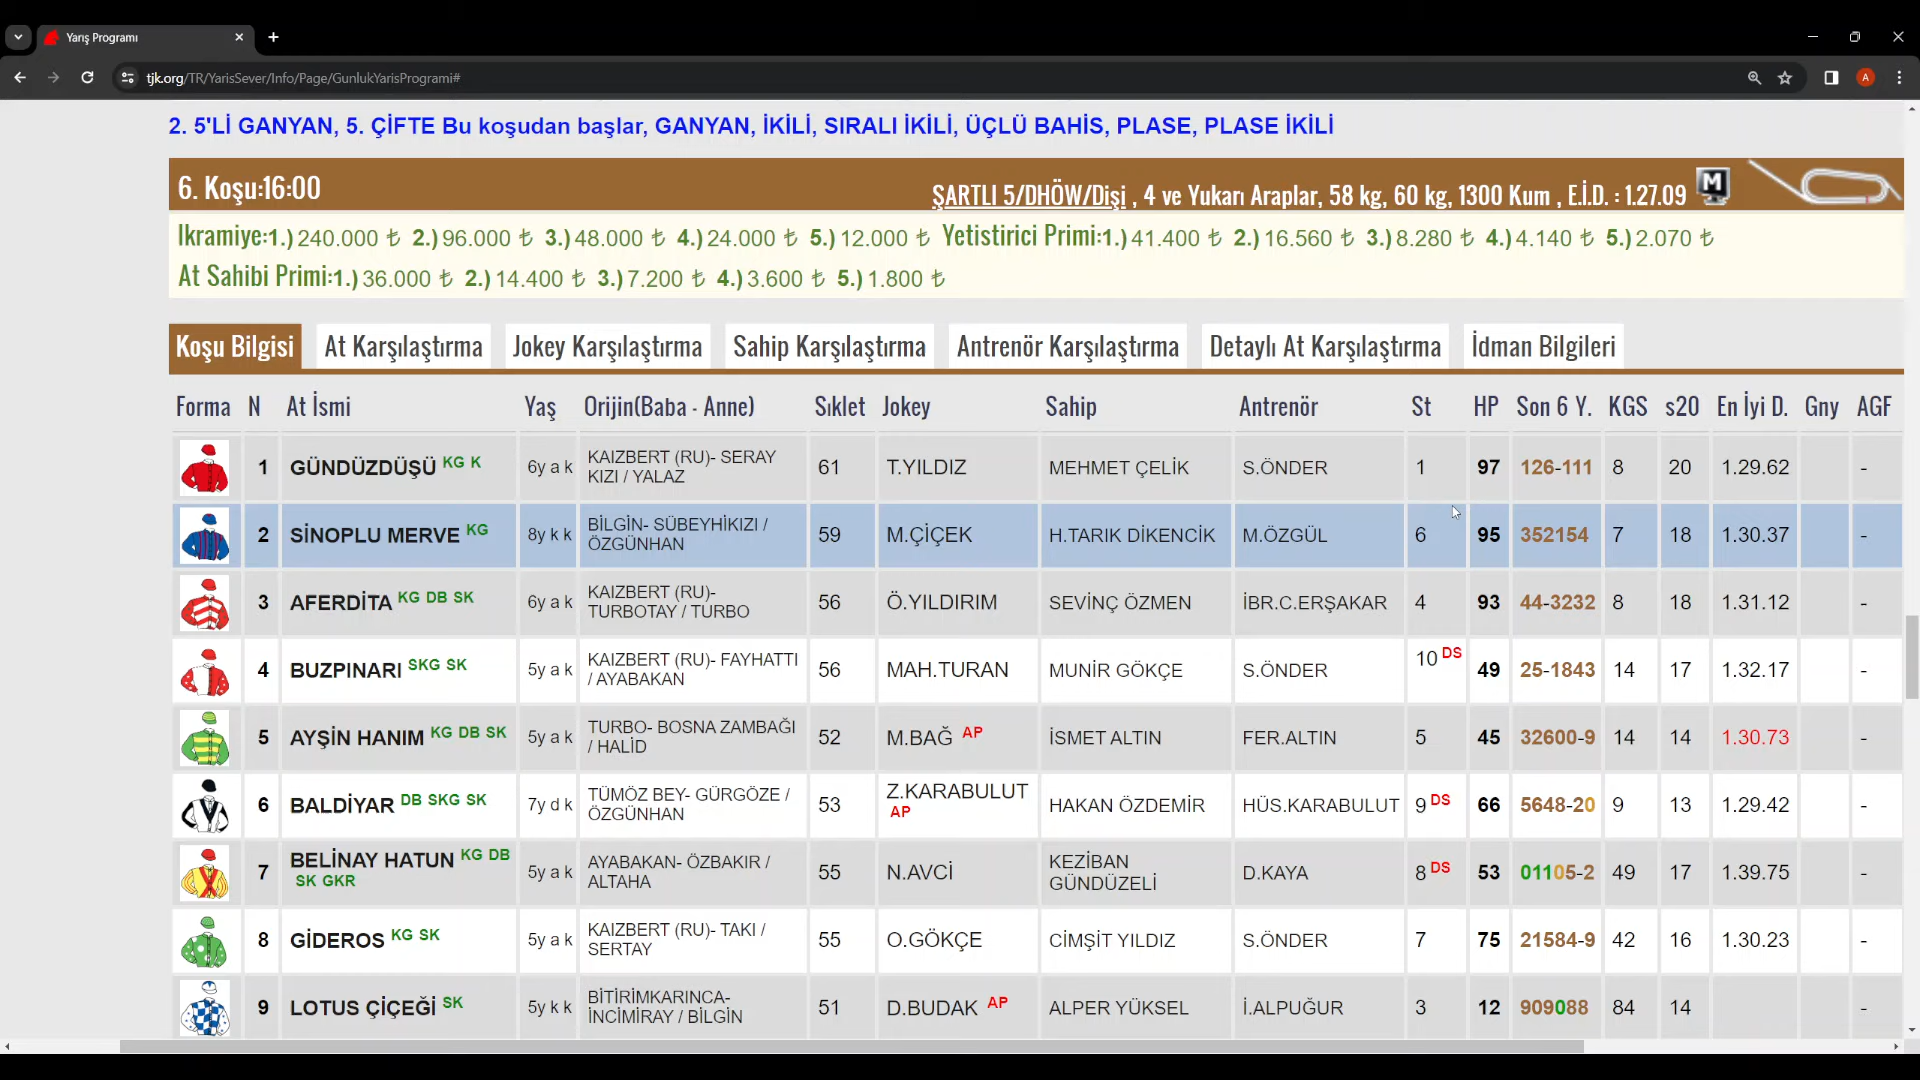 Yarış Programı
tjk.org/TR/YarisSever/Info/Page/GunlukYarisProgrami#
A
2. 5'Lİ GANYAN, 5. ÇİFTE Bu koşudan başlar, GANYAN, İKİLİ, SIRALI İKİLİ, ÜÇLÜ BAHİS, PLASE, PLASE İKİLİ
6. Koşu:16:00
ŞARTLI 5/DHÖW/Dişi , 4 ve Yukarı Araplar, 58 kg, 60 kg, 1300 Kum , E.İ.D. : 1.27.09 M
Ikramiye:1.) 240.000 ₺ 2.) 96.000 ₺ 3.) 48.000 ₺ 4.) 24.000 ₺ 5.) 12.000 ₺ Yetistirici Primi:1.) 41.400 ₺ 2.) 16.560 ₺ 3.) 8.280 ₺ 4.) 4.140 ₺ 5.) 2.070 ₺
At Sahibi Primi:1.) 36.000 ₺ 2.) 14.400 ₺ 3.) 7.200 ₺ 4.) 3.600 ₺ 5.) 1.800 ₺
Koşu Bilgisi At Karşılaştırma Jokey Karşılaştırma Sahip Karşılaştırma Antrenör Karşılaştırma Detaylı At Karşılaştırma İdman Bilgileri
Forma N At İsmi Yaş Orijin(Baba - Anne) Sıklet Jokey Sahip Antrenör St HP Son 6 Y. KGS s20 En İyi D. Gny AGF
1 GÜNDÜZDÜŞÜ KG K 6y a k KAIZBERT (RU)- SERAY KIZI / YALAZ 61 T.YILDIZ MEHMET ÇELİK S.ÖNDER 1 97 126-111 8 20 1.29.62 -
2 SİNOPLU MERVE KG 8y k k BİLGİN- SÜBEYHİKIZI / ÖZGÜNHAN 59 M.ÇİÇEK H.TARIK DİKENCİK M.ÖZGÜL 6 95 352154 7 18 1.30.37 -
3 AFERDİTA KG DB SK 6y a k KAIZBERT (RU)- TURBOTAY / TURBO 56 Ö.YILDIRIM SEVİNÇ ÖZMEN İBR.C.ERŞAKAR 4 93 44-3232 8 18 1.31.12 -
4 BUZPINARI SKG SK 5y a k KAIZBERT (RU)- FAYHATTI / AYABAKAN 56 MAH.TURAN MUNİR GÖKÇE S.ÖNDER 10 DS 49 25-1843 14 17 1.32.17 -
5 AYŞİN HANIM KG DB SK 5y a k TURBO- BOSNA ZAMBAĞI / HALİD 52 M.BAĞ AP İSMET ALTIN FER.ALTIN 5 45 32600-9 14 14 1.30.73 -
6 BALDİYAR DB SKG SK 7y d k TÜMÖZ BEY- GÜRGÖZE / ÖZGÜNHAN 53 Z.KARABULUT AP HAKAN ÖZDEMİR HÜS.KARABULUT 9 DS 66 5648-20 9 13 1.29.42 -
7 BELİNAY HATUN KG DB SK GKR 5y a k AYABAKAN- ÖZBAKIR / ALTAHA 55 N.AVCİ KEZİBAN GÜNDÜZELİ D.KAYA 8 DS 53 01105-2 49 17 1.39.75 -
8 GİDEROS KG SK 5y a k KAIZBERT (RU)- TAKI / SERTAY 55 O.GÖKÇE CİMŞİT YILDIZ S.ÖNDER 7 75 21584-9 42 16 1.30.23 -
9 LOTUS ÇİÇEĞİ SK 5y k k BİTİRİMKARINCA- İNCİMİRAY / BİLGİN 51 D.BUDAK AP ALPER YÜKSEL İ.ALPUĞUR 3 12 909088 84 14 -